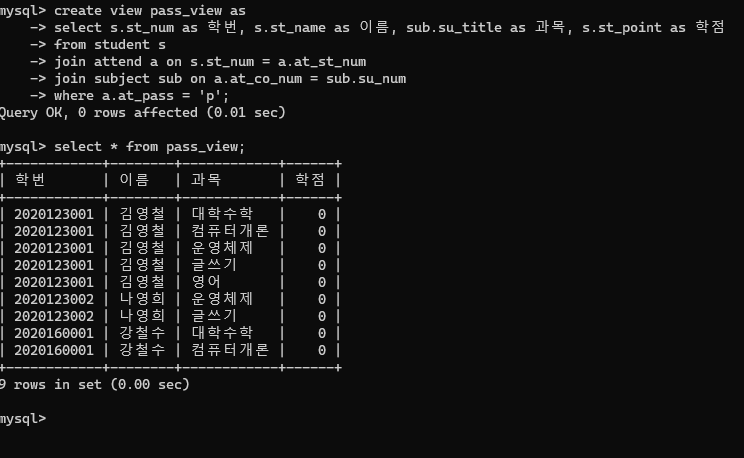 mysql> create view pass_view as
    -> select s.st_num as 학번, s.st_name as 이름, sub.su_title as 과목, s.st_point as 학점
    -> from student s
    -> join attend a on s.st_num = a.at_st_num
    -> join subject sub on a.at_co_num = sub.su_num
    -> where a.at_pass = 'p';
Query OK, 0 rows affected (0.01 sec)

mysql> select * from pass_view;
+------------+--------+------------+------+
| 학번       | 이름   | 과목       | 학점 |
+------------+--------+------------+------+
| 2020123001 | 김영철 | 대학수학   |    0 |
| 2020123001 | 김영철 | 컴퓨터개론 |    0 |
| 2020123001 | 김영철 | 운영체제   |    0 |
| 2020123001 | 김영철 | 글쓰기     |    0 |
| 2020123001 | 김영철 | 영어       |    0 |
| 2020123002 | 나영희 | 운영체제   |    0 |
| 2020123002 | 나영희 | 글쓰기     |    0 |
| 2020160001 | 강철수 | 대학수학   |    0 |
| 2020160001 | 강철수 | 컴퓨터개론 |    0 |
+------------+--------+------------+------+
9 rows in set (0.00 sec)

mysql>